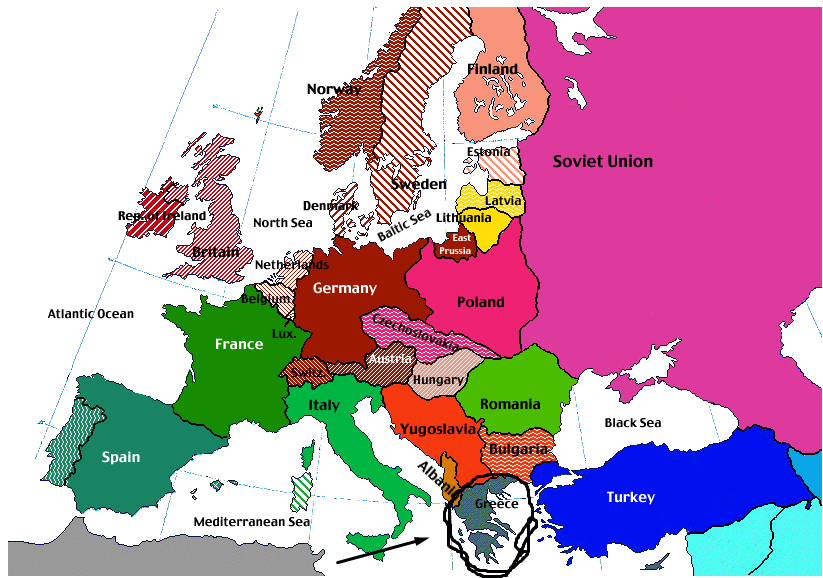 Finland
Norway
Estonia
Soviet Union
Sweden
Latvia
Denmark
Rep. of Ireland
Lithuania
North Sea
Baltic Sea
East
Prussia
Britain
Netherlands
Germany
Belgium
Poland
Atlantic Ocean
Czechoslovakia
Lux.
France
Austria
Switz.
Hungary
Italy
Romania
Black Sea
Yugoslavia
Bulgaria
Spain
Albania
Turkey
Greece
Mediterranean Sea